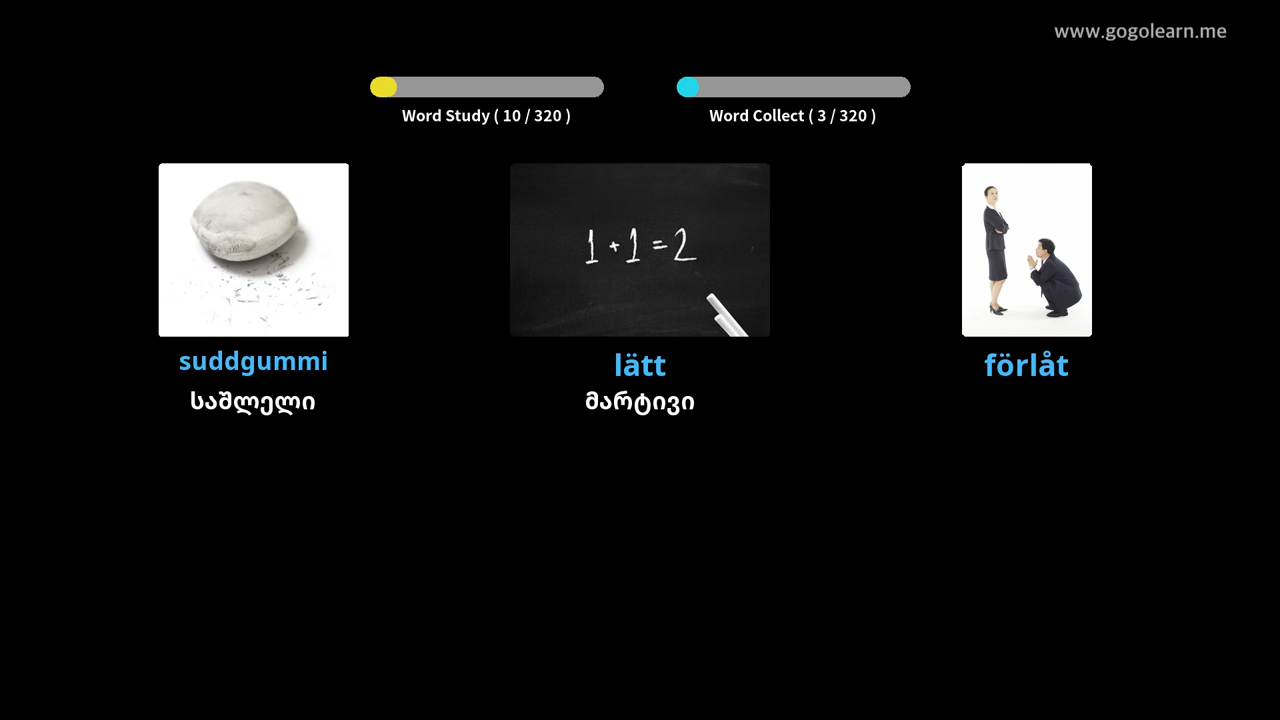 www.gogolearn.me
Word Study ( 10 / 320 )
Word Collect ( 3 / 320 )
1 + 1 = 2
suddgummi
lätt
förlåt
საშლელი
მარტივი